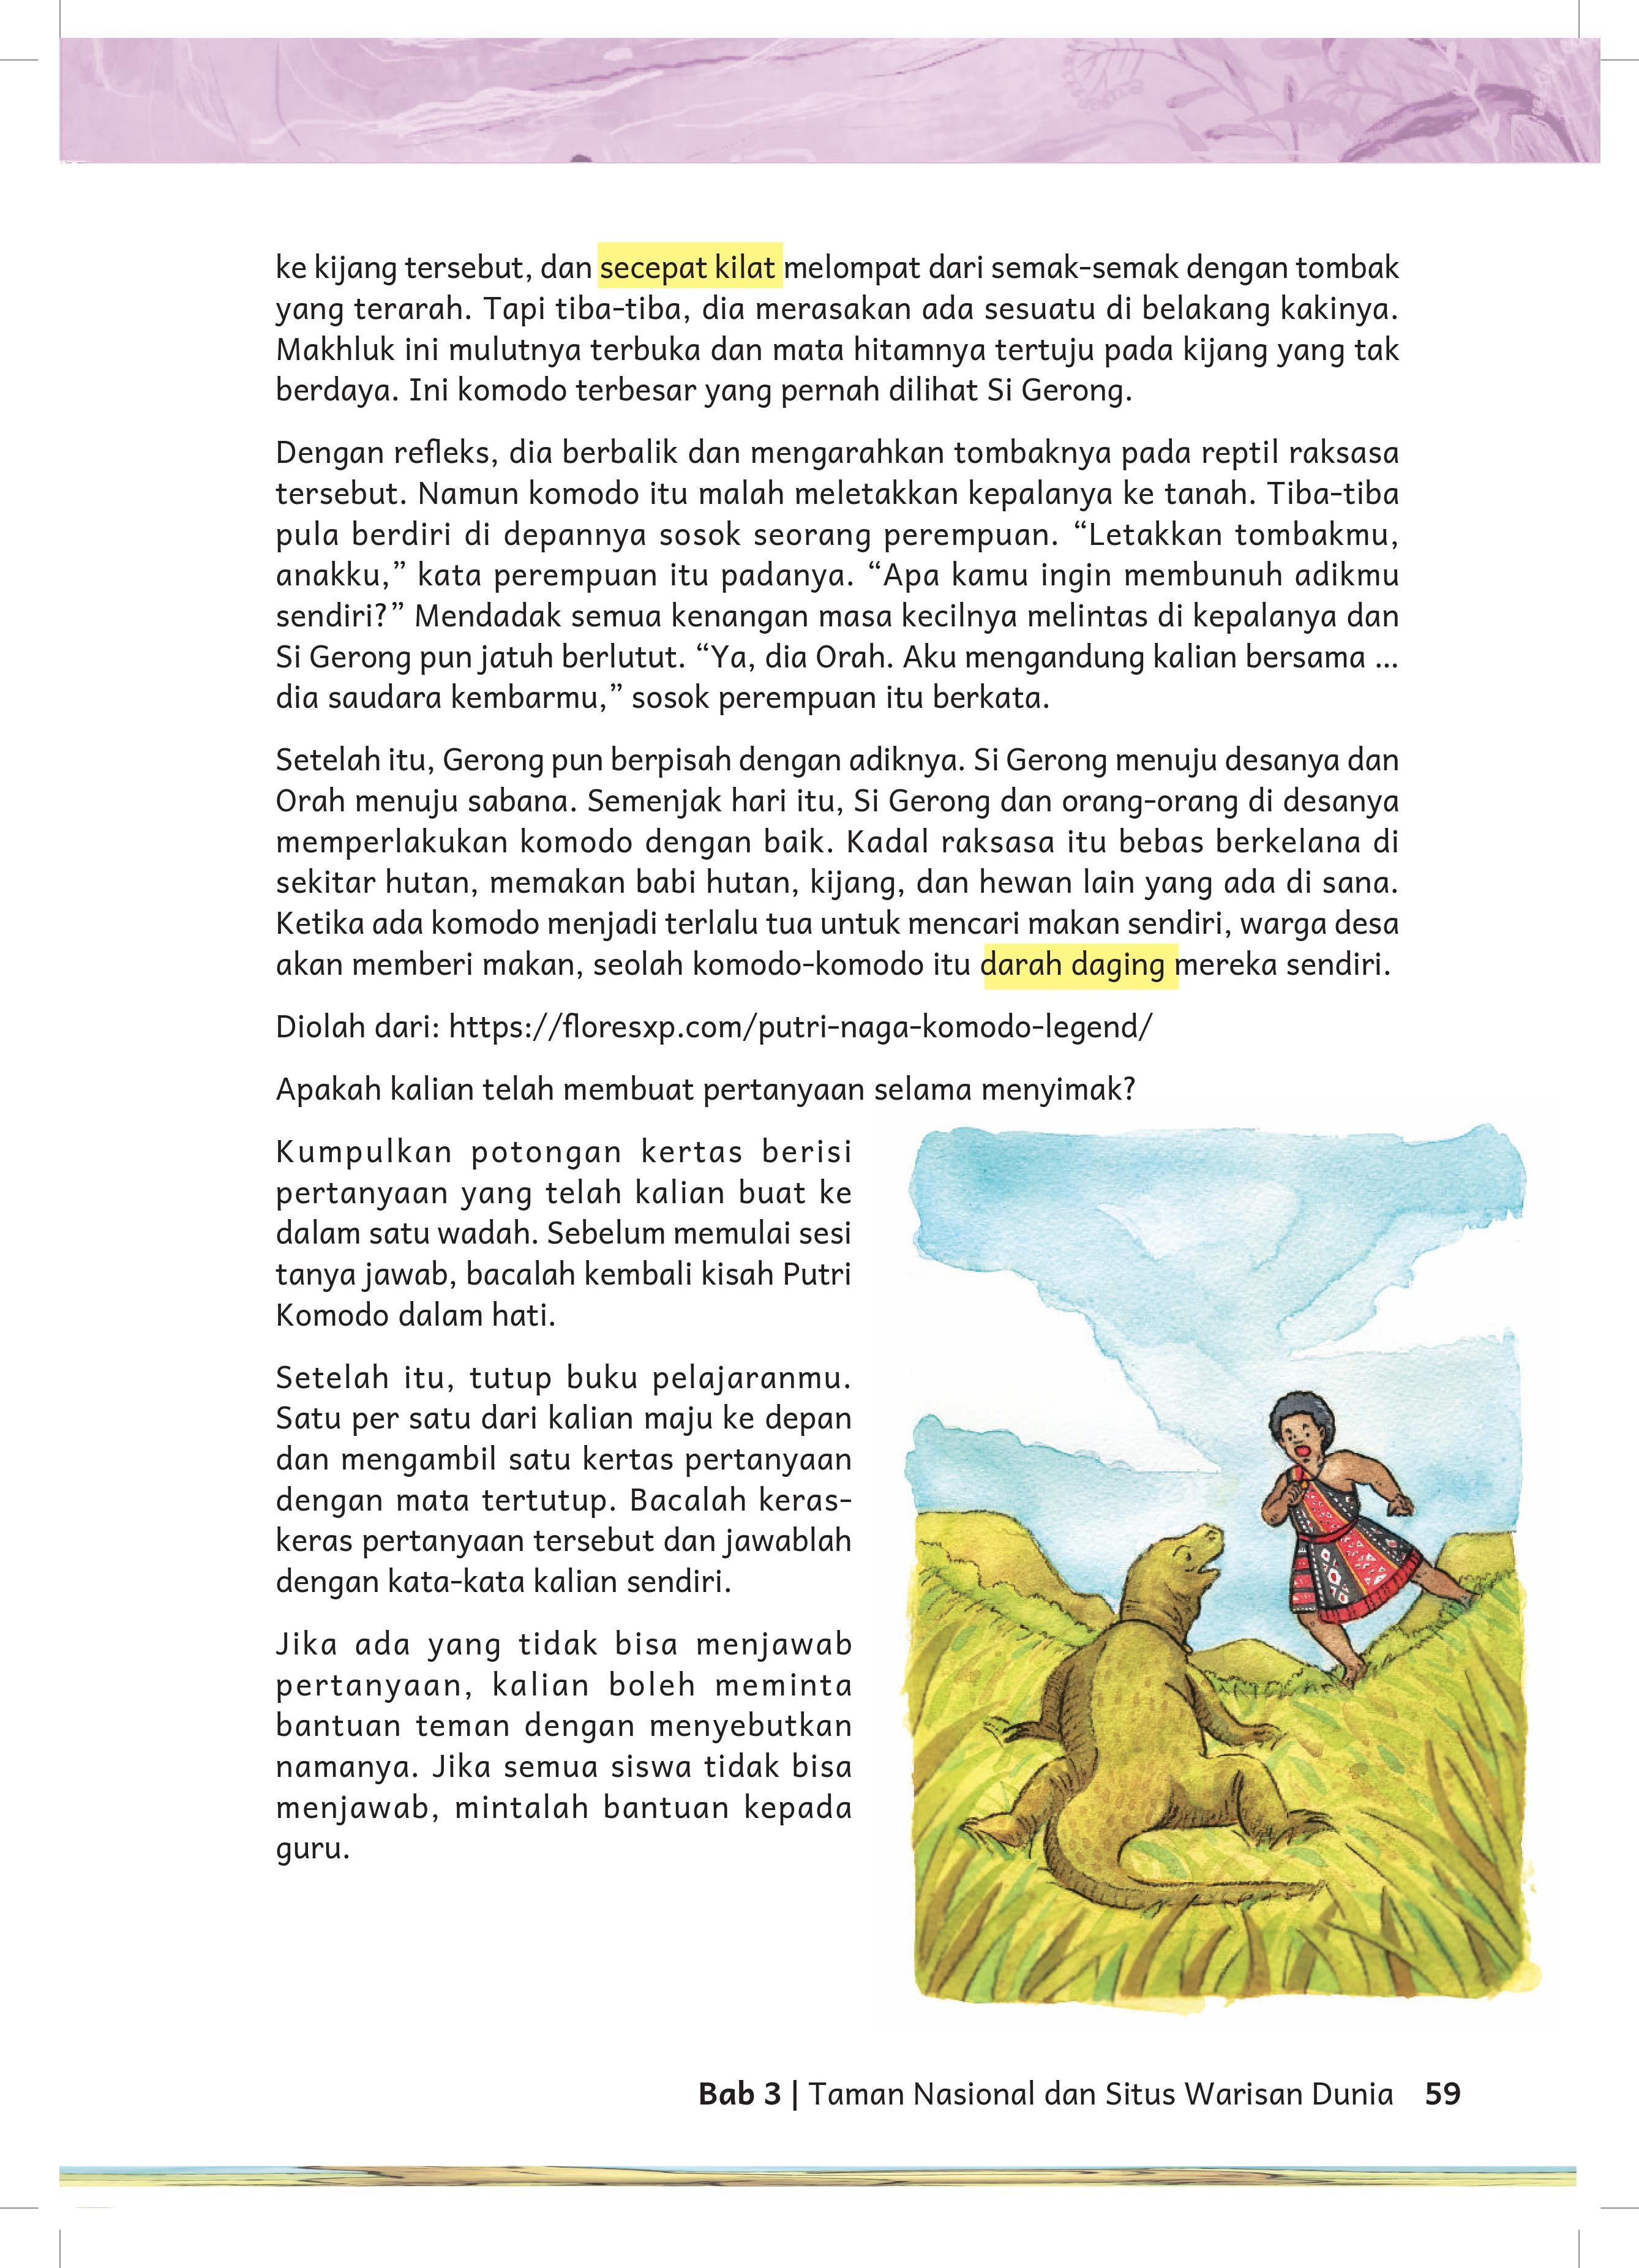 ke kijang tersebut, dan secepat kilat melompat dari semak-semak dengan tombak
yang terarah. Tapi tiba-tiba, dia merasakan ada sesuatu di belakang kakinya.
Makhluk ini mulutnya terbuka dan mata hitamnya tertuju pada kijang yang tak
berdaya. Ini komodo terbesar yang pernah dilihat Si Gerong.
Dengan refleks, dia berbalik dan mengarahkan tombaknya pada reptil raksasa
tersebut. Namun komodo itu malah meletakkan kepalanya ke tanah. Tiba-tiba
pula berdiri di depannya sosok seorang perempuan. “Letakkan tombakmu,
anakku,” kata perempuan itu padanya. “Apa kamu ingin membunuh adikmu
sendiri?” Mendadak semua kenangan masa kecilnya melintas di kepalanya dan
Si Gerong pun jatuh berlutut. “Ya, dia Orah. Aku mengandung kalian bersama ...
dia saudara kembarmu,” sosok perempuan itu berkata.
Setelah itu, Gerong pun berpisah dengan adiknya. Si Gerong menuju desanya dan
Orah menuju sabana. Semenjak hari itu, Si Gerong dan orang-orang di desanya
memperlakukan komodo dengan baik. Kadal raksasa itu bebas berkelana di
sekitar hutan, memakan babi hutan, kijang, dan hewan lain yang ada di sana.
Ketika ada komodo menjadi terlalu tua untuk mencari makan sendiri, warga desa
akan memberi makan, seolah komodo-komodo itu darah daging mereka sendiri.
Diolah dari: https://floresxp.com/putri-naga-komodo-legend/
Apakah kalian telah membuat pertanyaan selama menyimak?
Kumpulkan potongan kertas berisi
pertanyaan yang telah kalian buat ke
dalam satu wadah. Sebelum memulai sesi
tanya jawab, bacalah kembali kisah Putri
Komodo dalam hati.
Setelah itu, tutup buku pelajaranmu.
Satu per satu dari kalian maju ke depan
dan mengambil satu kertas pertanyaan
dengan mata tertutup. Bacalah keras-
keras pertanyaan tersebut dan jawablah
dengan kata-kata kalian sendiri.
Jika ada yang tidak bisa menjawab
pertanyaan, kalian boleh meminta
bantuan teman dengan menyebutkan
namanya. Jika semua siswa tidak bisa
menjawab, mintalah bantuan kepada
guru.
Bab 3 | Taman Nasional dan Situs Warisan Dunia 59